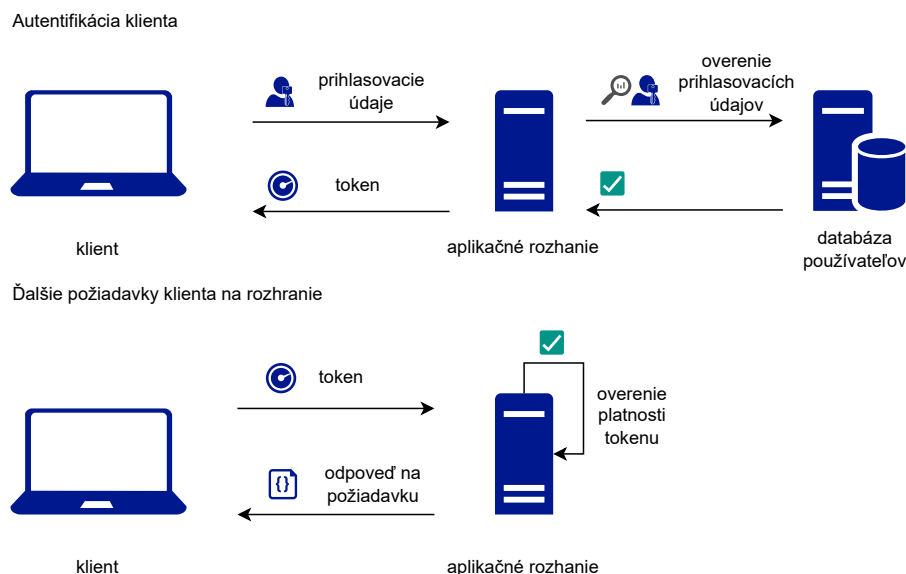 Autentifikácia klienta
prihlasovacie
údaje
overenie
prihlasovacích
údajov
token
klient
aplikačné rozhanie
databáza
používateľov
Ďalšie požiadavky klienta na rozhranie
token
overenie
platnosti
tokenu
odpoveď na
požiadavku
klient
aplikačné rozhanie